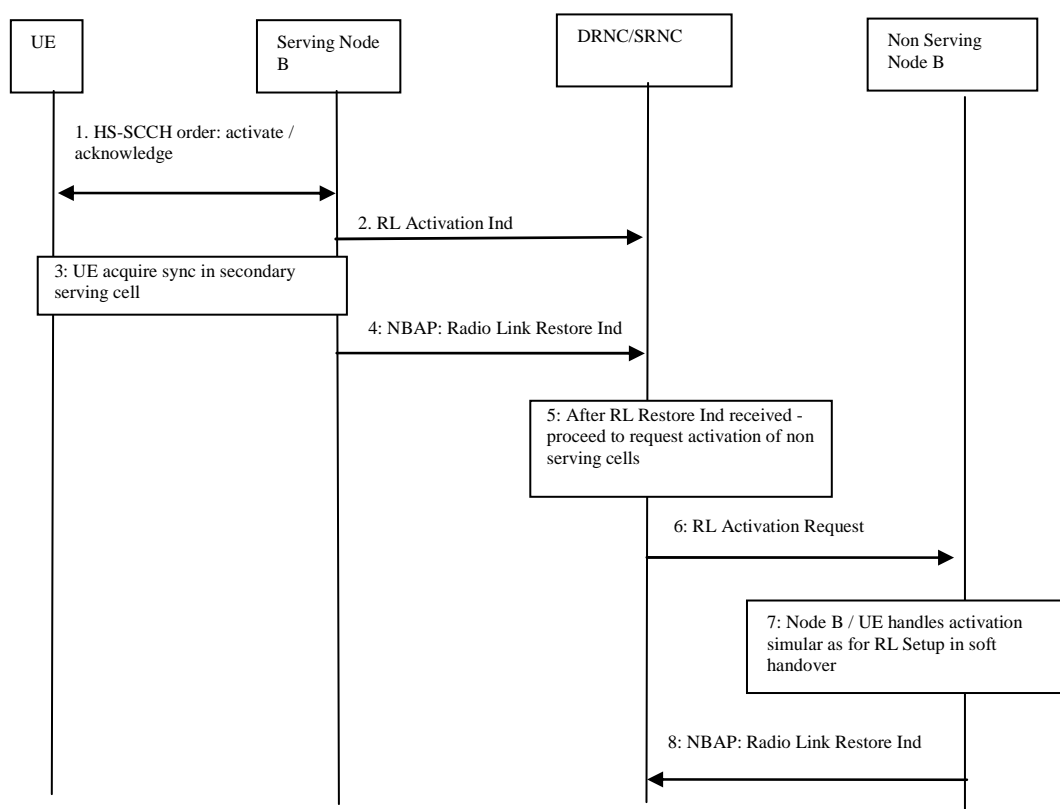 UE
Serving Node
B
DRNC/SRNC
Non Serving
Node B
1. HS-SCCH order: activate /
acknowledge
2. RL Activation Ind
3: UE acquire sync in secondary
serving cell
4: NBAP: Radio Link Restore Ind
5: After RL Restore Ind received -
proceed to request activation of non
serving cells
6: RL Activation Request
7: Node B / UE handles activation
simular as for RL Setup in soft
handover
8: NBAP: Radio Link Restore Ind